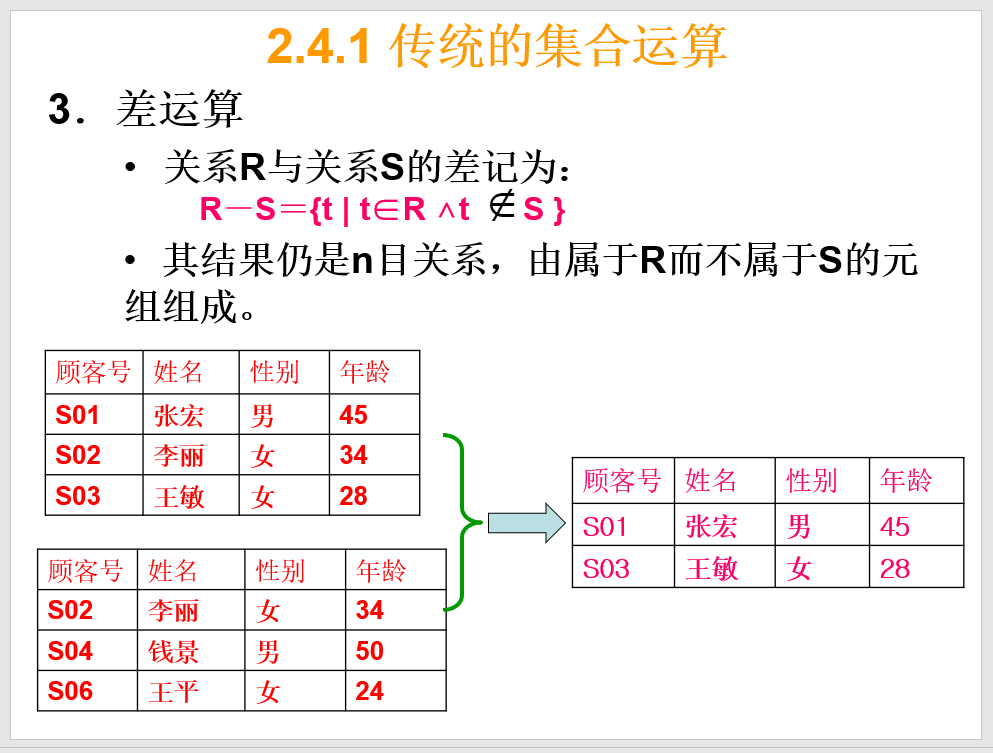 2.4.1 传统的集合运算
3．差运算
• 关系R与关系S的差记为：
R－S＝{t | t∈R ∧t ∉ S }
• 其结果仍是n目关系，由属于R而不属于S的元
组组成。
顾客号 姓名 性别 年龄
S01 张宏 男 45
S02 李丽 女 34
S03 王敏 女 28
顾客号 姓名 性别 年龄
S02 李丽 女 34
S04 钱景 男 50
S06 王平 女 24
顾客号 姓名 性别 年龄
S01 张宏 男 45
S03 王敏 女 28